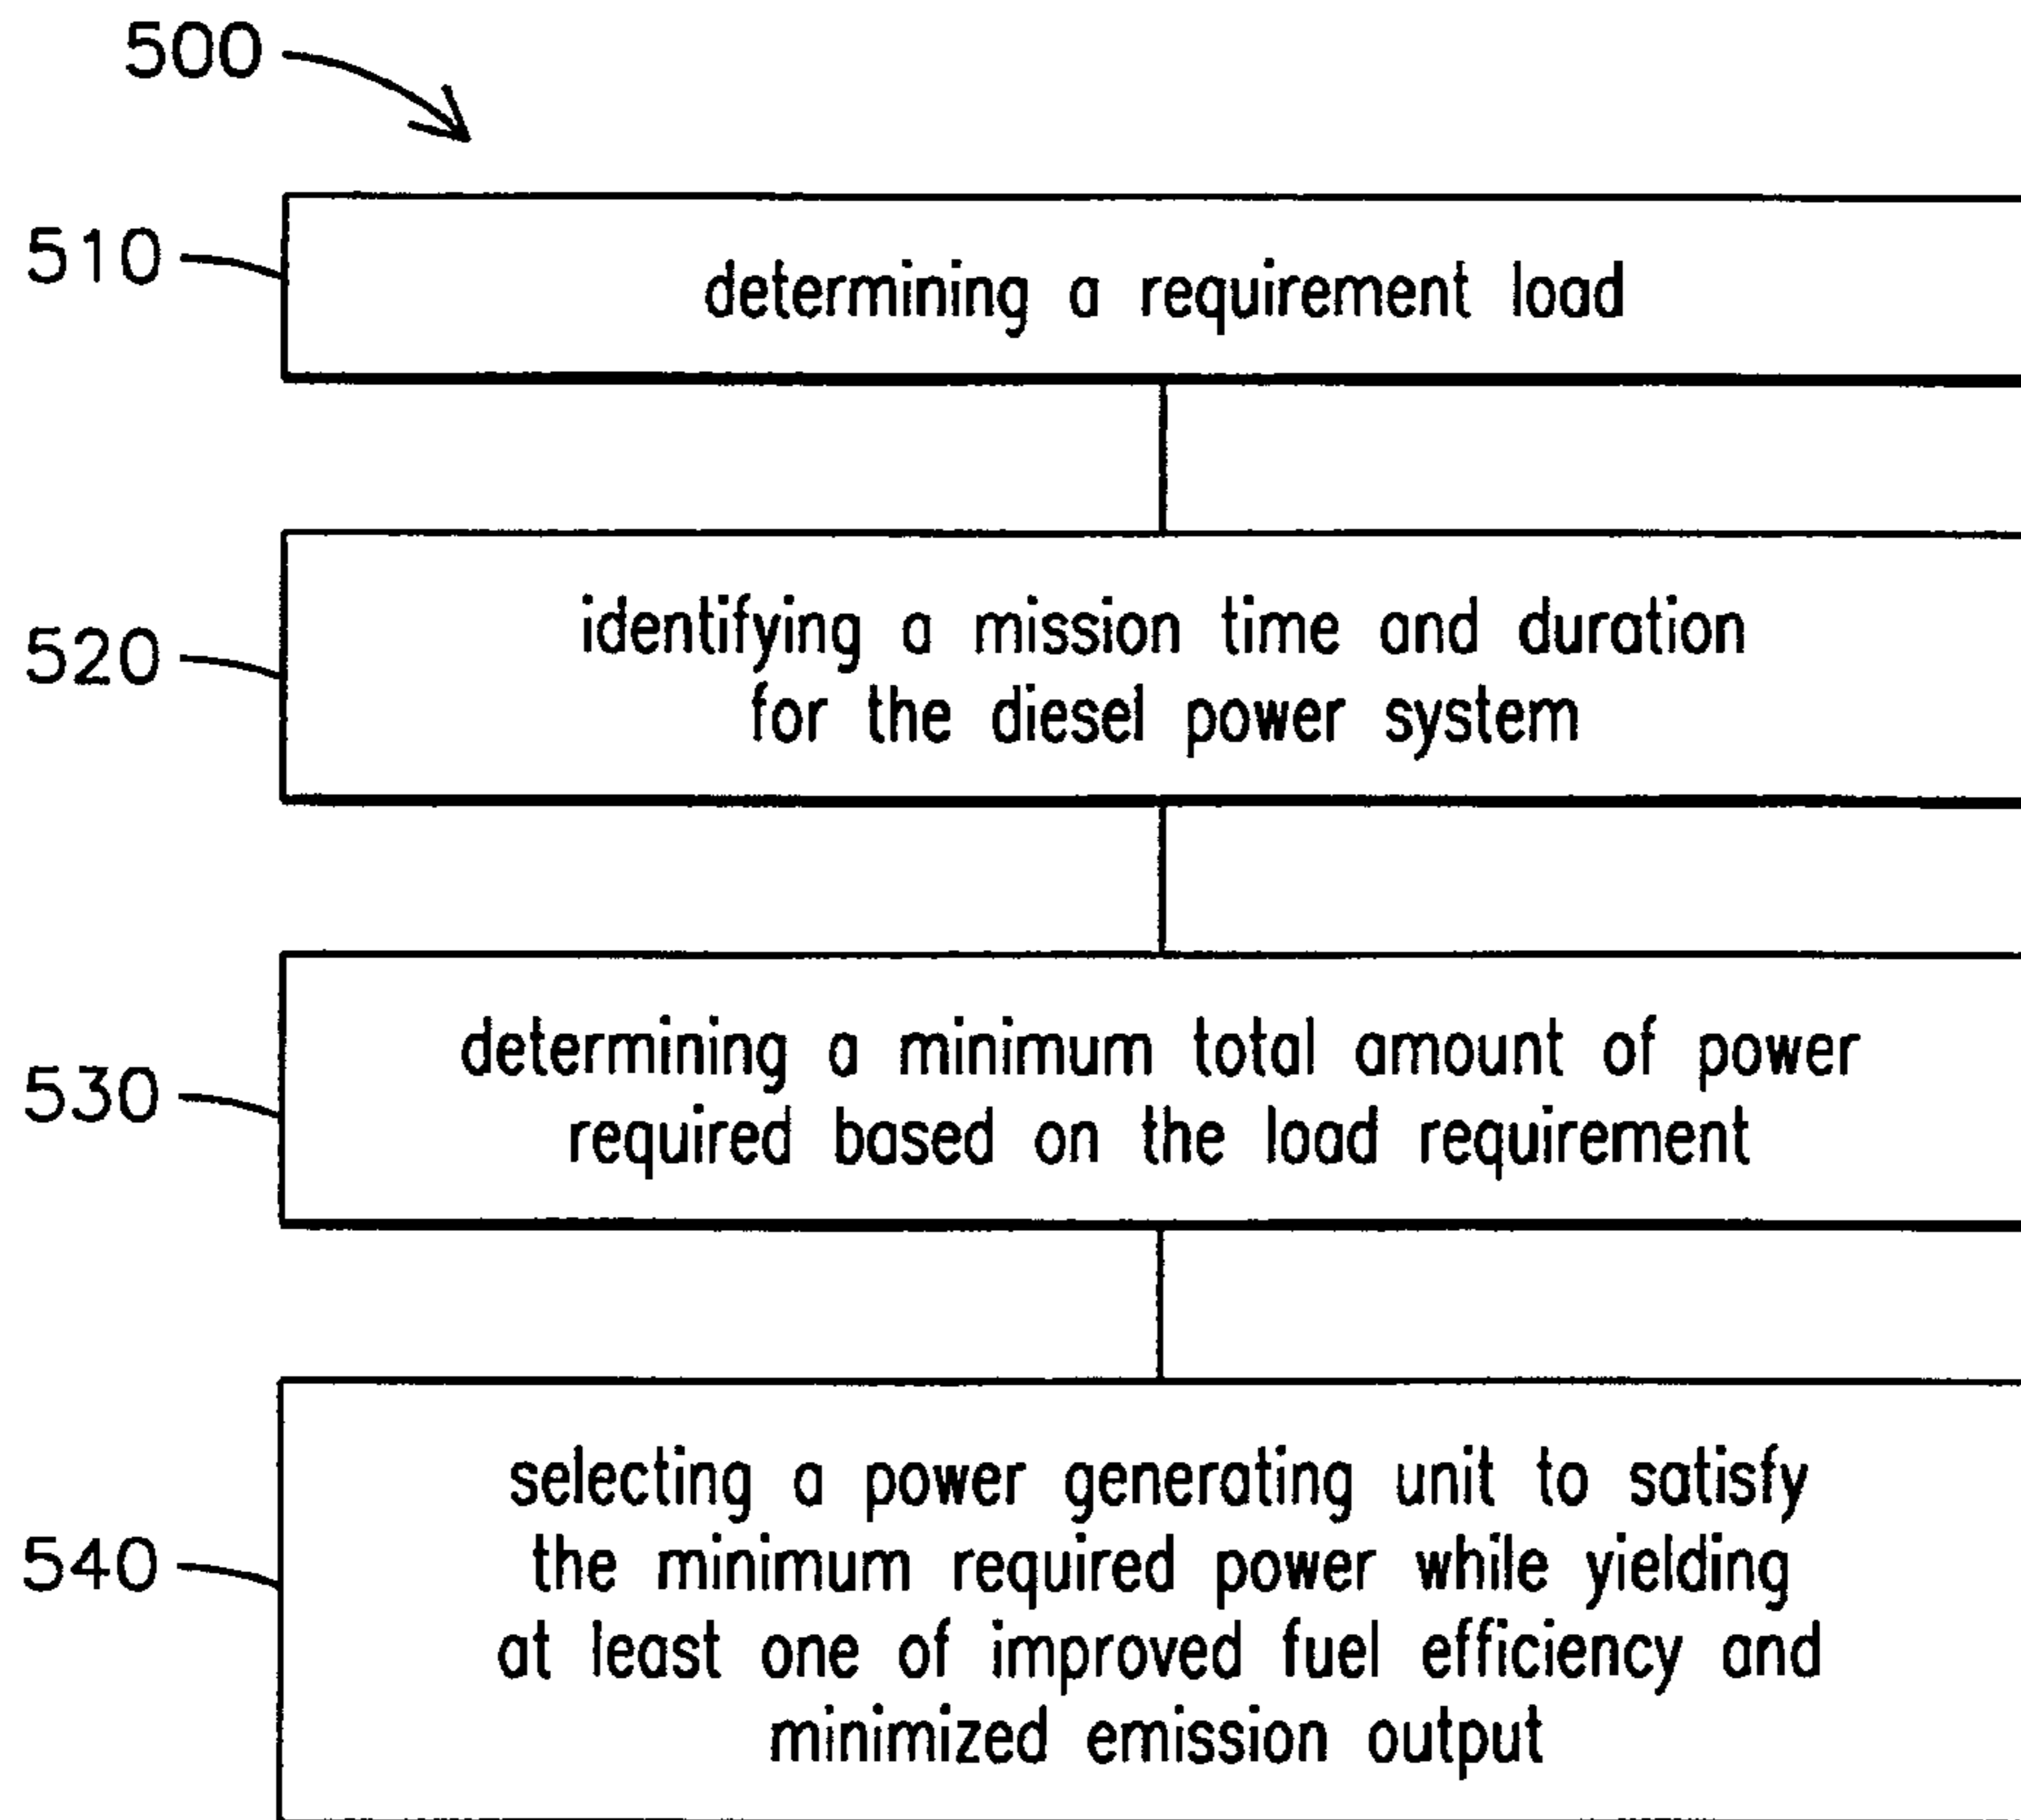 500
510
determining a requirement load
520
identifying a mission time and duration
for the diesel power system
530
determining a minimum total amount of power
required based on the load requirement
540
selecting a power generating unit to satisfy
the minimum required power while yielding
at least one of improved fuel efficiency and
minimized emission output